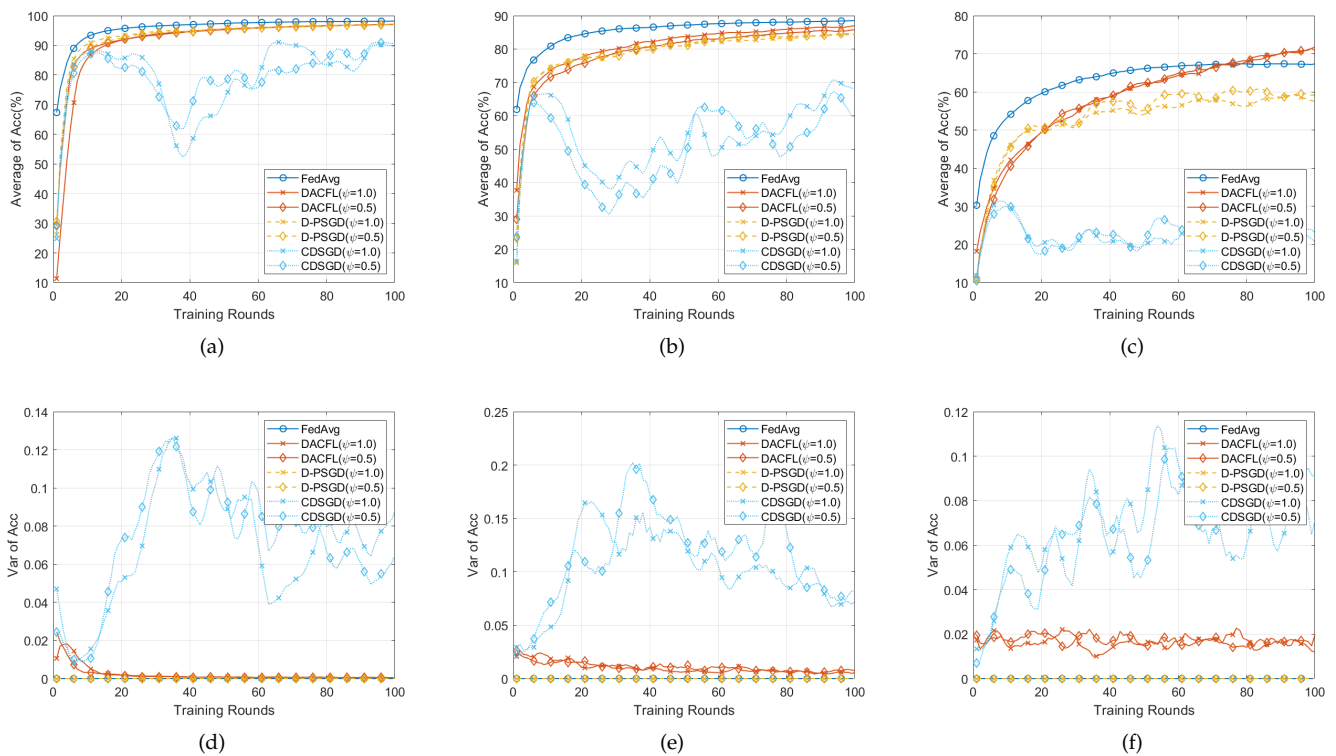 100
90
80
70
60
50
40
30
20
10
Average of Acc(%)
FedAvg
DACFL(ψ=1.0)
DACFL(ψ=0.5)
D-PSGD(ψ=1.0)
D-PSGD(ψ=0.5)
CDSGD(ψ=1.0)
CDSGD(ψ=0.5)
0 20 40 60 80 100
Training Rounds
(a)
90
80
70
60
50
40
30
20
10
Average of Acc(%)
FedAvg
DACFL(ψ=1.0)
DACFL(ψ=0.5)
D-PSGD(ψ=1.0)
D-PSGD(ψ=0.5)
CDSGD(ψ=1.0)
CDSGD(ψ=0.5)
0 20 40 60 80 100
Training Rounds
(b)
80
70
60
50
40
30
20
10
Average of Acc(%)
FedAvg
DACFL(ψ=1.0)
DACFL(ψ=0.5)
D-PSGD(ψ=1.0)
D-PSGD(ψ=0.5)
CDSGD(ψ=1.0)
CDSGD(ψ=0.5)
0 20 40 60 80 100
Training Rounds
(c)
0.14
0.12
0.1
0.08
0.06
0.04
0.02
0
Var of Acc
FedAvg
DACFL(ψ=1.0)
DACFL(ψ=0.5)
D-PSGD(ψ=1.0)
D-PSGD(ψ=0.5)
CDSGD(ψ=1.0)
CDSGD(ψ=0.5)
0 20 40 60 80 100
Training Rounds
(d)
0.25
0.2
0.15
0.1
0.05
0
Var of Acc
FedAvg
DACFL(ψ=1.0)
DACFL(ψ=0.5)
D-PSGD(ψ=1.0)
D-PSGD(ψ=0.5)
CDSGD(ψ=1.0)
CDSGD(ψ=0.5)
0 20 40 60 80 100
Training Rounds
(e)
0.12
0.1
0.08
0.06
0.04
0.02
0
Var of Acc
FedAvg
DACFL(ψ=1.0)
DACFL(ψ=0.5)
D-PSGD(ψ=1.0)
D-PSGD(ψ=0.5)
CDSGD(ψ=1.0)
CDSGD(ψ=0.5)
0 20 40 60 80 100
Training Rounds
(f)